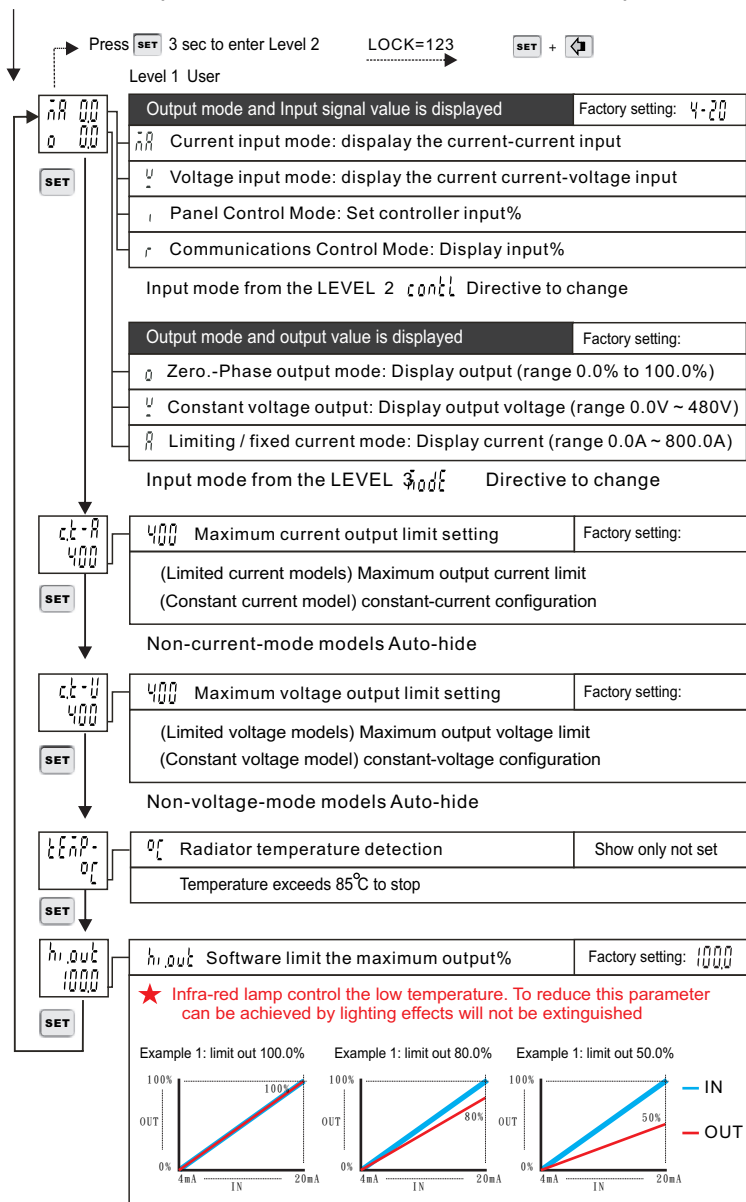 Press SET 3 sec to enter Level 2 LOCK=123 SET +
Level 1 User
mA 0.0
o 0.0
SET
Output mode and Input signal value is displayed Factory setting: 4-20
mA Current input mode: dispalay the current-current input
V Voltage input mode: display the current current-voltage input
i Panel Control Mode: Set controller input%
r Communications Control Mode: Display input%
Input mode from the LEVEL 2 contl Directive to change
Output mode and output value is displayed Factory setting:
o Zero.-Phase output mode: Display output (range 0.0% to 100.0%)
V Constant voltage output: Display output voltage (range 0.0V ~ 480V)
A Limiting / fixed current mode: Display current (range 0.0A ~ 800.0A)
Input mode from the LEVEL 3 modE Directive to change
c.t-A
400
SET
400 Maximum current output limit setting Factory setting:
(Limited current models) Maximum output current limit
(Constant current model) constant-current configuration
Non-current-mode models Auto-hide
c.t-U
400
SET
400 Maximum voltage output limit setting Factory setting:
(Limited voltage models) Maximum output voltage limit
(Constant voltage model) constant-voltage configuration
Non-voltage-mode models Auto-hide
tEmP-
°C
SET
°C Radiator temperature detection Show only not set
Temperature exceeds 85°C to stop
hi.out
100.0
SET
hi.out Software limit the maximum output% Factory setting: 100.0
★ Infra-red lamp control the low temperature. To reduce this parameter
can be achieved by lighting effects will not be extinguished
Example 1: limit out 100.0% Example 1: limit out 80.0% Example 1: limit out 50.0%
100% 100% OUT 0% 4mA IN 20mA
100% 80% OUT 0% 4mA IN 20mA
100% 50% OUT 0% 4mA IN 20mA
IN
OUT